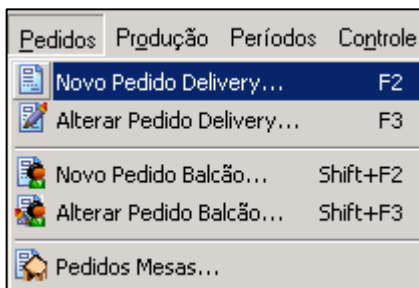 Pedidos Produção Períodos Controle
Novo Pedido Delivery... F2
Alterar Pedido Delivery... F3
Novo Pedido Balcão... Shift+F2
Alterar Pedido Balcão... Shift+F3
Pedidos Mesas...